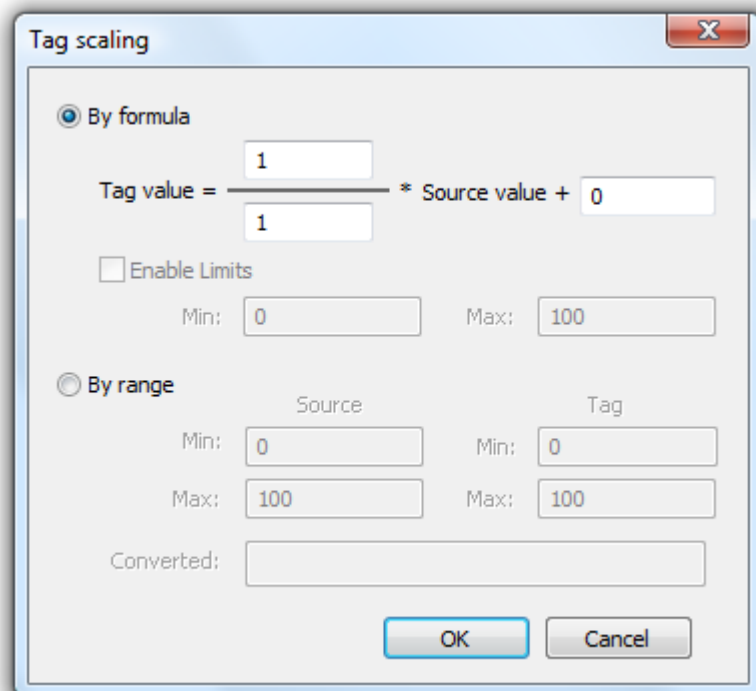 Tag scaling
By formula
1
Tag value = * Source value + 0
1
Enable Limits
Min: 0 Max: 100
By range
Source Tag
Min: 0 Min: 0
Max: 100 Max: 100
Converted:
OK Cancel